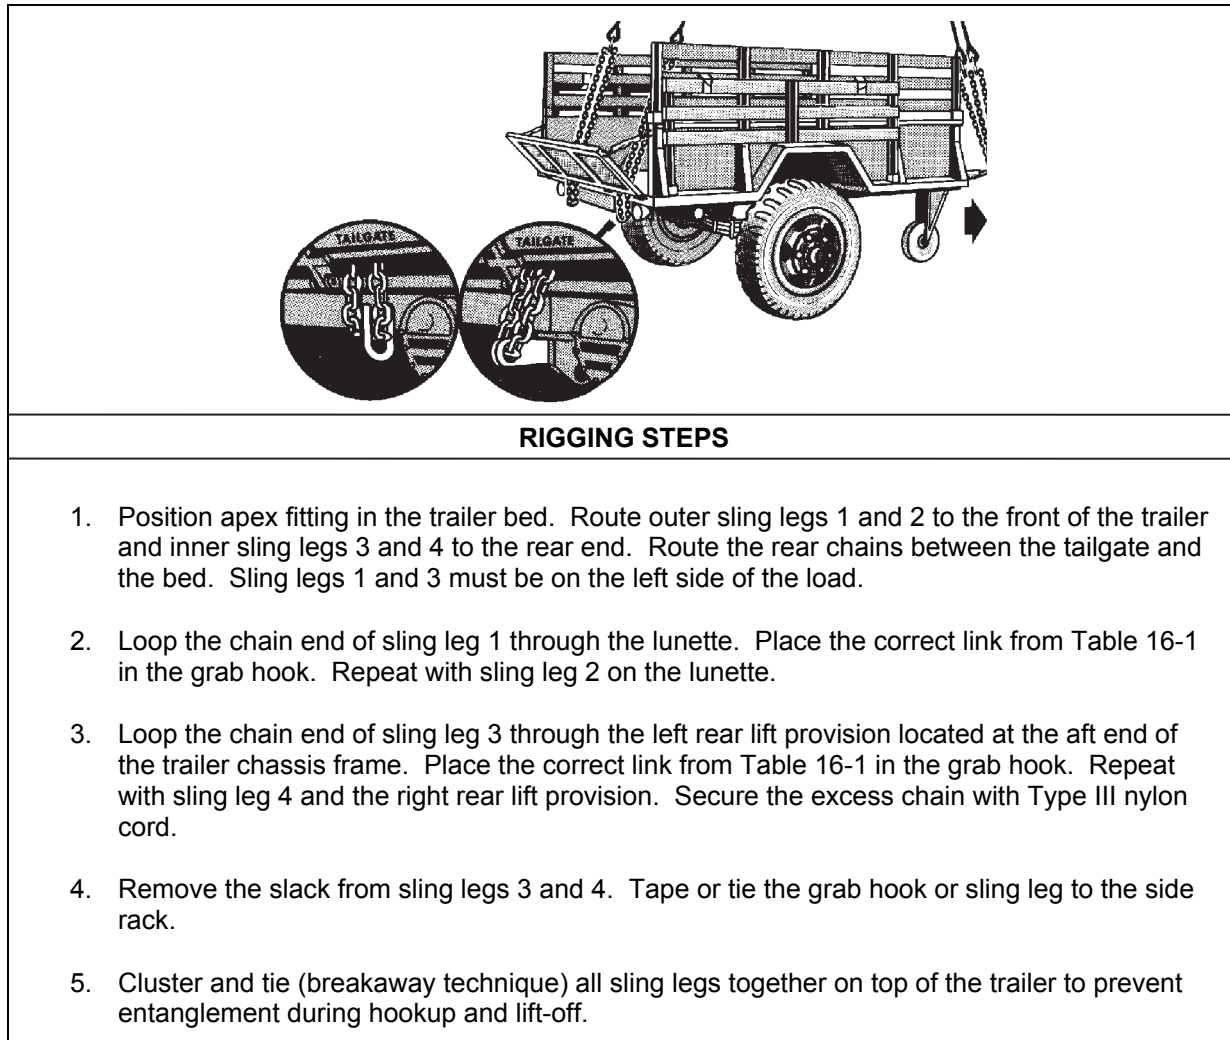 TAILGATE
TAILGATE
RIGGING STEPS
1. Position apex fitting in the trailer bed. Route outer sling legs 1 and 2 to the front of the trailer
and inner sling legs 3 and 4 to the rear end. Route the rear chains between the tailgate and
the bed. Sling legs 1 and 3 must be on the left side of the load.
2. Loop the chain end of sling leg 1 through the lunette. Place the correct link from Table 16-1
in the grab hook. Repeat with sling leg 2 on the lunette.
3. Loop the chain end of sling leg 3 through the left rear lift provision located at the aft end of
the trailer chassis frame. Place the correct link from Table 16-1 in the grab hook. Repeat
with sling leg 4 and the right rear lift provision. Secure the excess chain with Type III nylon
cord.
4. Remove the slack from sling legs 3 and 4. Tape or tie the grab hook or sling leg to the side
rack.
5. Cluster and tie (breakaway technique) all sling legs together on top of the trailer to prevent
entanglement during hookup and lift-off.